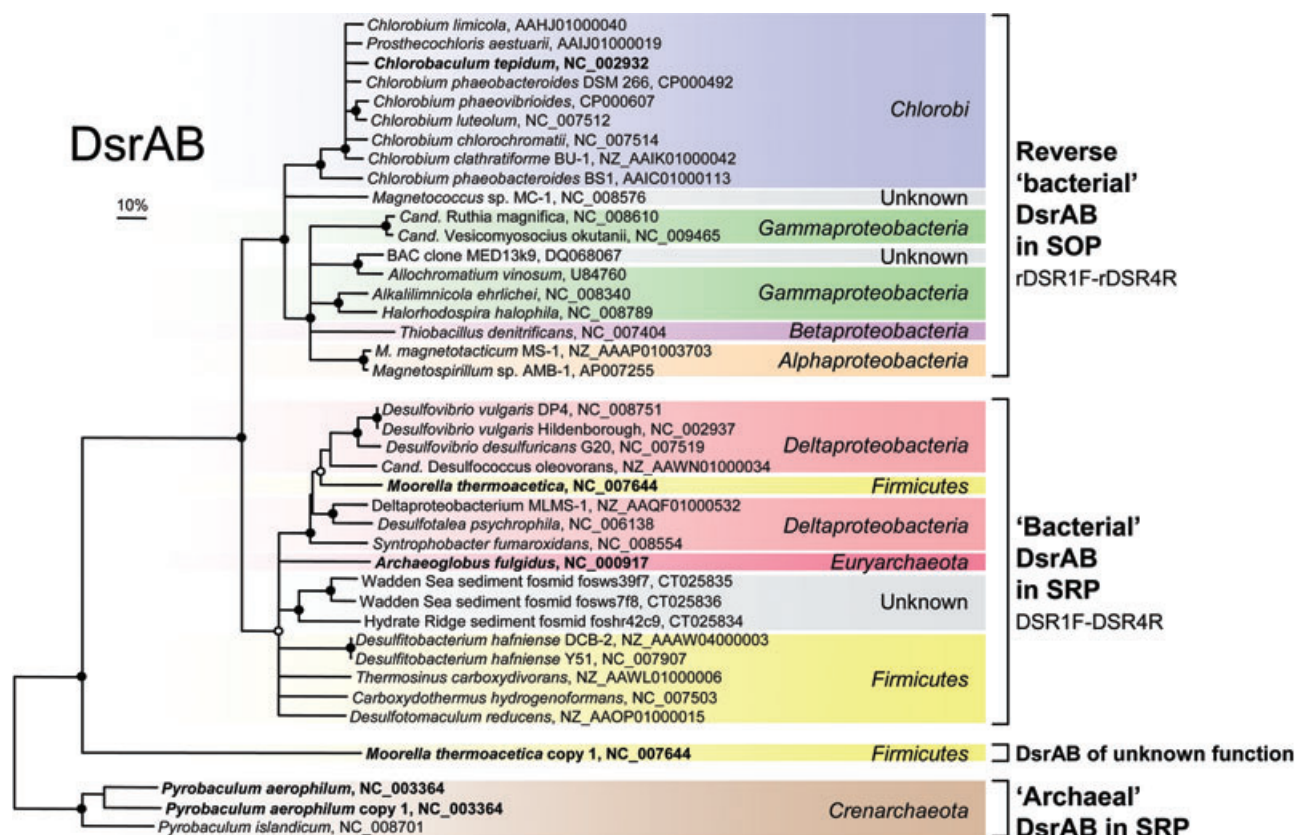 DsrAB
10%
Chlorobium limicola, AAHJ01000040
Prosthecochloris aestuarii, AAIJ01000019
Chlorobaculum tepidum, NC_002932
Chlorobium phaeobacteroides DSM 266, CP000492
Chlorobium phaeovibrioides, CP000607
Chlorobium luteolum, NC_007512
Chlorobium chlorochromatii, NC_007514
Chlorobium clathratiforme BU-1, NZ_AAIK01000042
Chlorobium phaeobacteroides BS1, AAIC01000113
Chlorobi
Magnetococcus sp. MC-1, NC_008576
Unknown
Cand. Ruthia magnifica, NC_008610
Cand. Vesicomyosocius okutanii, NC_009465
Gammaproteobacteria
BAC clone MED13k9, DQ068067
Unknown
Allochromatium vinosum, U84760
Alkalilimnicola ehrlichei, NC_008340
Halorhodospira halophila, NC_008789
Gammaproteobacteria
Thiobacillus denitrificans, NC_007404
Betaproteobacteria
M. magnetotacticum MS-1, NZ_AAAP01003703
Magnetospirillum sp. AMB-1, AP007255
Alphaproteobacteria
Reverse
'bacterial'
DsrAB
in SOP
rDSR1F-rDSR4R
Desulfovibrio vulgaris DP4, NC_008751
Desulfovibrio vulgaris Hildenborough, NC_002937
Desulfovibrio desulfuricans G20, NC_007519
Cand. Desulfococcus oleovorans, NZ_AAWN01000034
Deltaproteobacteria
Moorella thermoacetica, NC_007644
Firmicutes
Deltaproteobacterium MLMS-1, NZ_AAQF01000532
Desulfotalea psychrophila, NC_006138
Syntrophobacter fumaroxidans, NC_008554
Deltaproteobacteria
Archaeoglobus fulgidus, NC_000917
Euryarchaeota
Wadden Sea sediment fosmid fosws39f7, CT025835
Wadden Sea sediment fosmid fosws7f8, CT025836
Hydrate Ridge sediment fosmid foshr42c9, CT025834
Unknown
Desulfitobacterium hafniense DCB-2, NZ_AAAW04000003
Desulfitobacterium hafniense Y51, NC_007907
Thermosinus carboxydivorans, NZ_AAWL01000006
Carboxydothermus hydrogenoformans, NC_007503
Desulfotomaculum reducens, NZ_AAOP01000015
Firmicutes
'Bacterial'
DsrAB
in SRP
DSR1F-DSR4R
Moorella thermoacetica copy 1, NC_007644
Firmicutes
DsrAB of unknown function
Pyrobaculum aerophilum, NC_003364
Pyrobaculum aerophilum copy 1, NC_003364
Pyrobaculum islandicum, NC_008701
Crenarchaeota
'Archaeal'
DsrAB in SRP